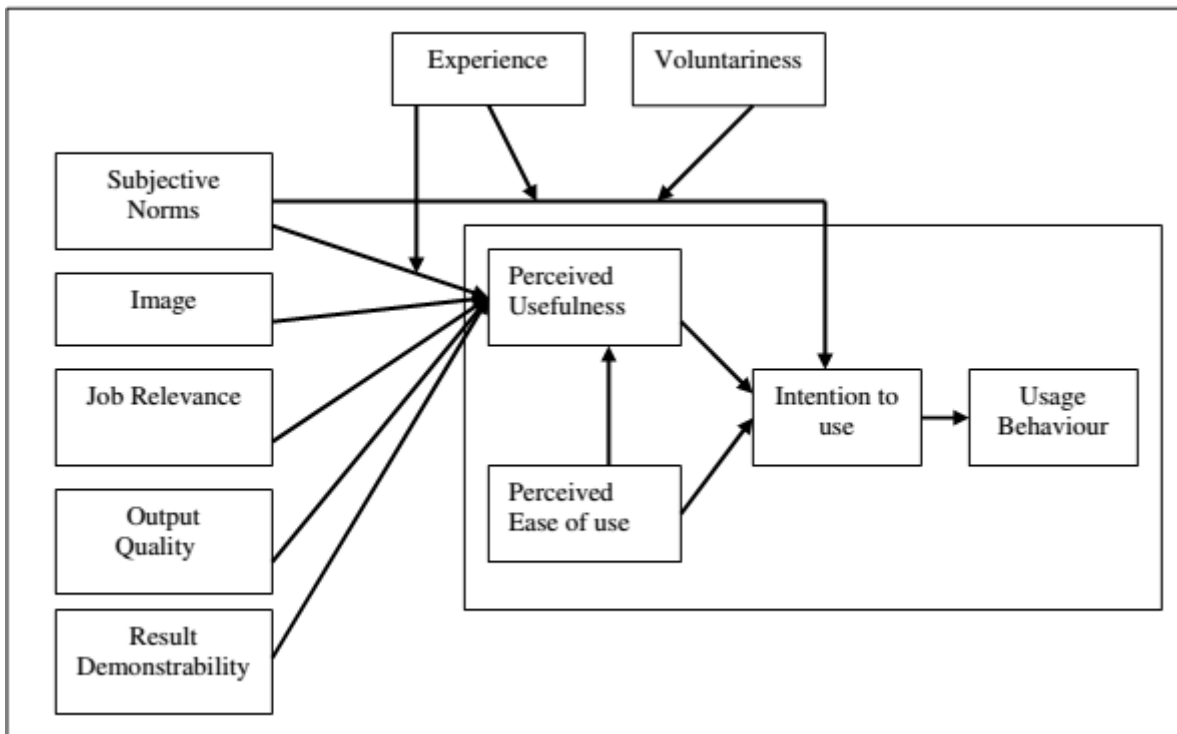 Experience
Voluntariness
Subjective
Norms
Image
Job Relevance
Output
Quality
Result
Demonstrability
Perceived
Usefulness
Perceived
Ease of use
Intention to
use
Usage
Behaviour